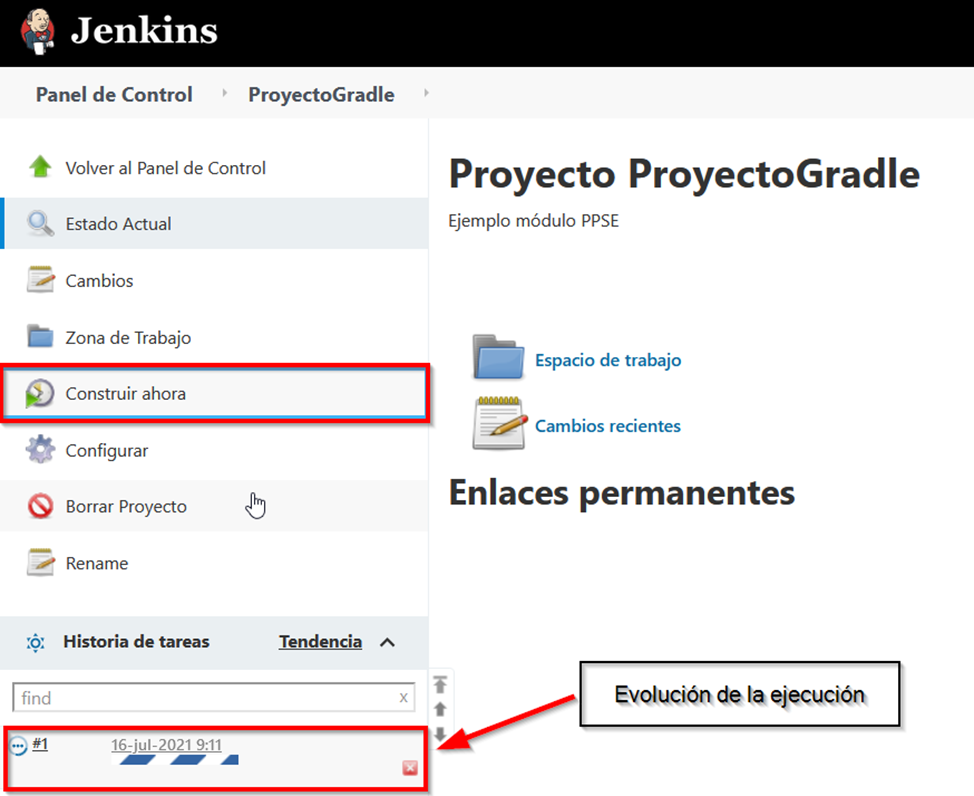 Jenkins
Panel de Control ProyectoGradle
Volver al Panel de Control
Estado Actual
Cambios
Zona de Trabajo
Construir ahora
Configurar
Borrar Proyecto
Rename
Historia de tareas Tendencia
find x
#1 16-jul-2021 9:11
Proyecto ProyectoGradle
Ejemplo módulo PPSE
Espacio de trabajo
Cambios recientes
Enlaces permanentes
Evolución de la ejecución